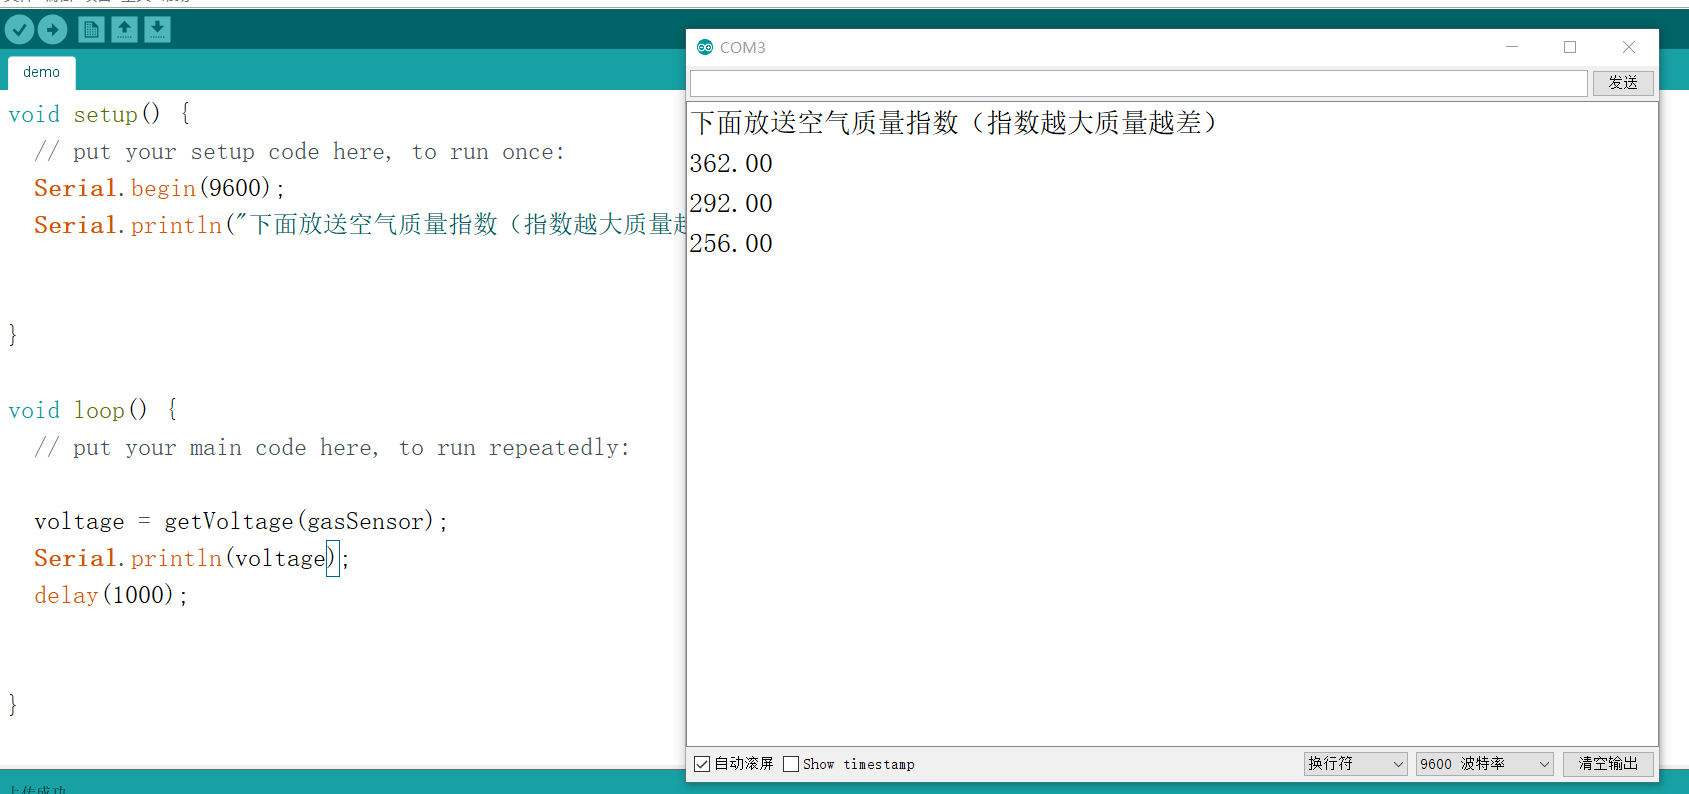 demo
void setup() {
// put your setup code here, to run once:
Serial.begin(9600);
Serial.println("下面放送空气质量指数（指数越大质量
}
void loop() {
// put your main code here, to run repeatedly:
voltage = getVoltage(gasSensor);
Serial.println(voltage);
delay(1000);
}
上传成功
COM3
发送
下面放送空气质量指数（指数越大质量越差）
362.00
292.00
256.00
自动滚屏 Show timestamp 换行符 9600 波特率 清空输出